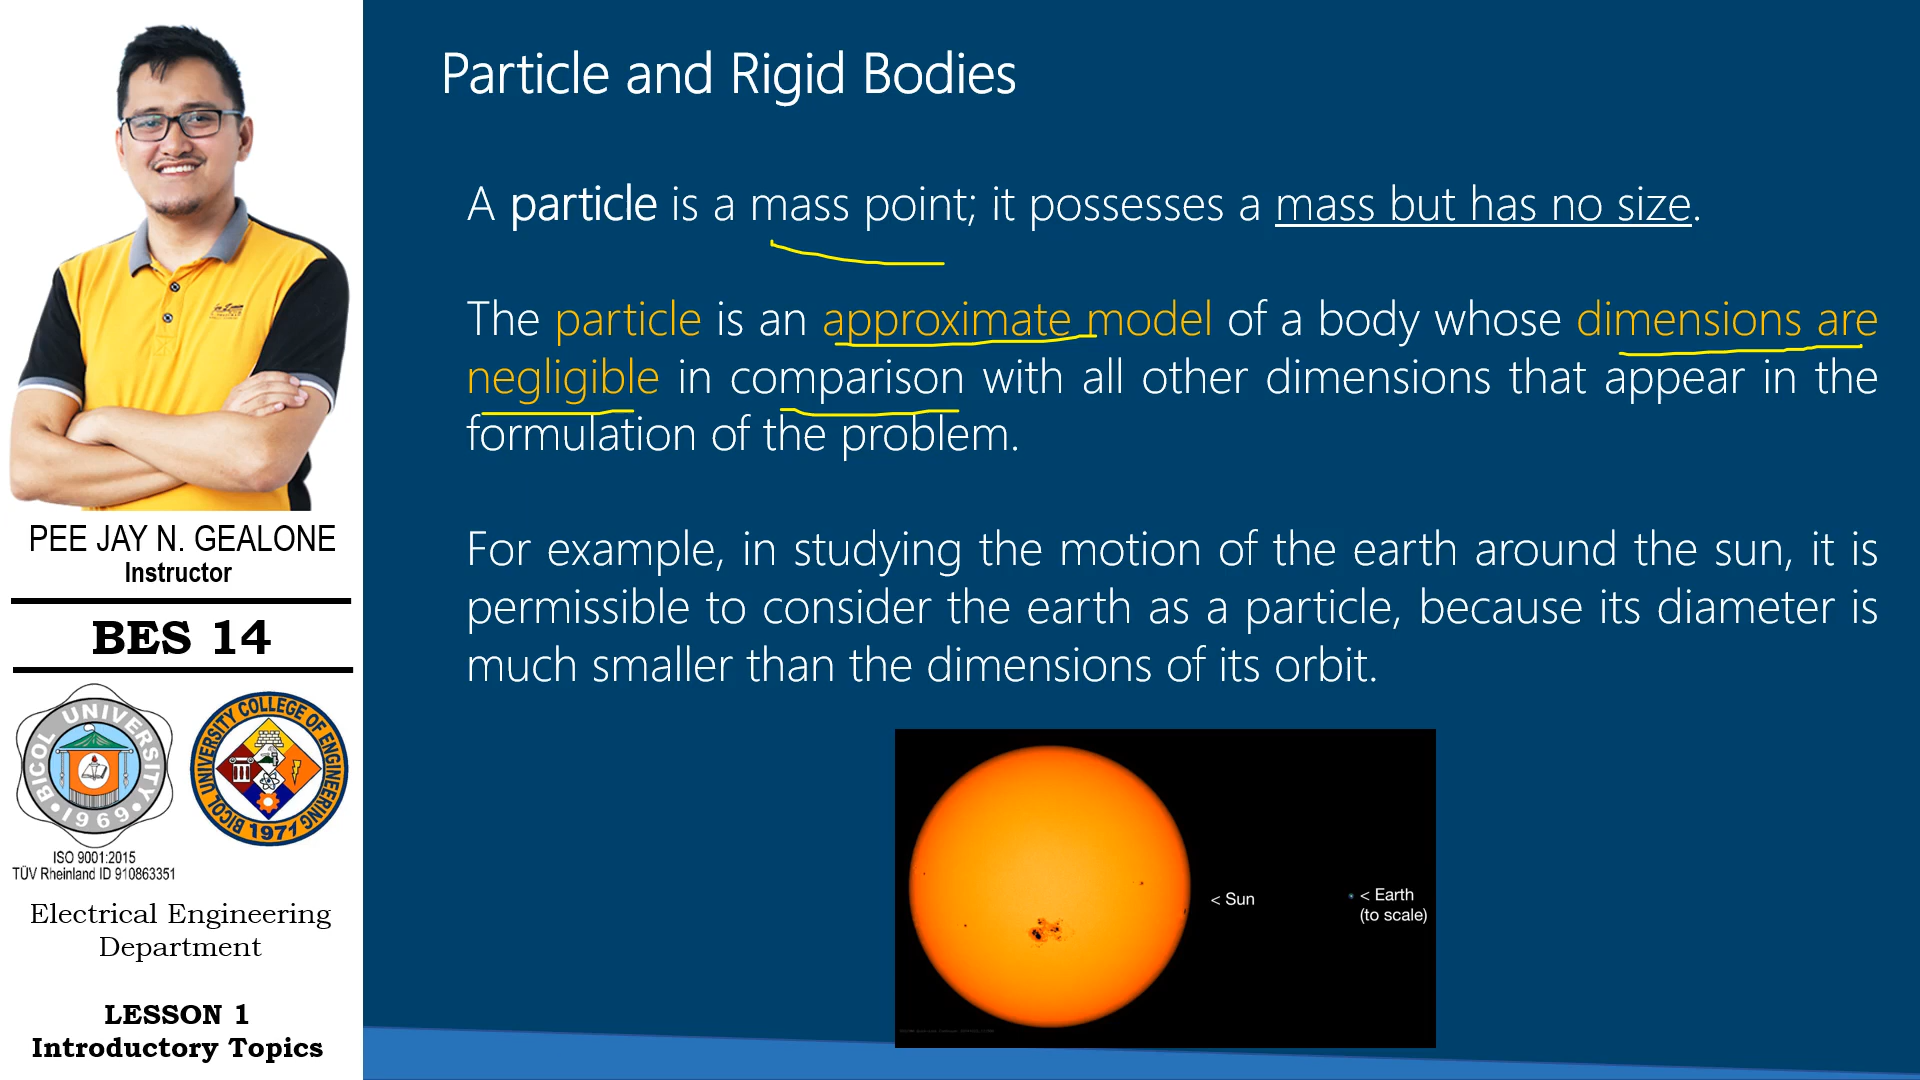 Particle and Rigid Bodies
A particle is a mass point; it possesses a mass but has no size.
The particle is an approximate model of a body whose dimensions are
negligible in comparison with all other dimensions that appear in the
formulation of the problem.
For example, in studying the motion of the earth around the sun, it is
permissible to consider the earth as a particle, because its diameter is
much smaller than the dimensions of its orbit.
< Sun
< Earth
(to scale)
PEE JAY N. GEALONE
Instructor
BES 14
BICOL UNIVERSITY
1969
BICOL UNIVERSITY COLLEGE OF ENGINEERING
1971
ISO 9001:2015
TÜV Rheinland ID 910863351
Electrical Engineering
Department
LESSON 1
Introductory Topics